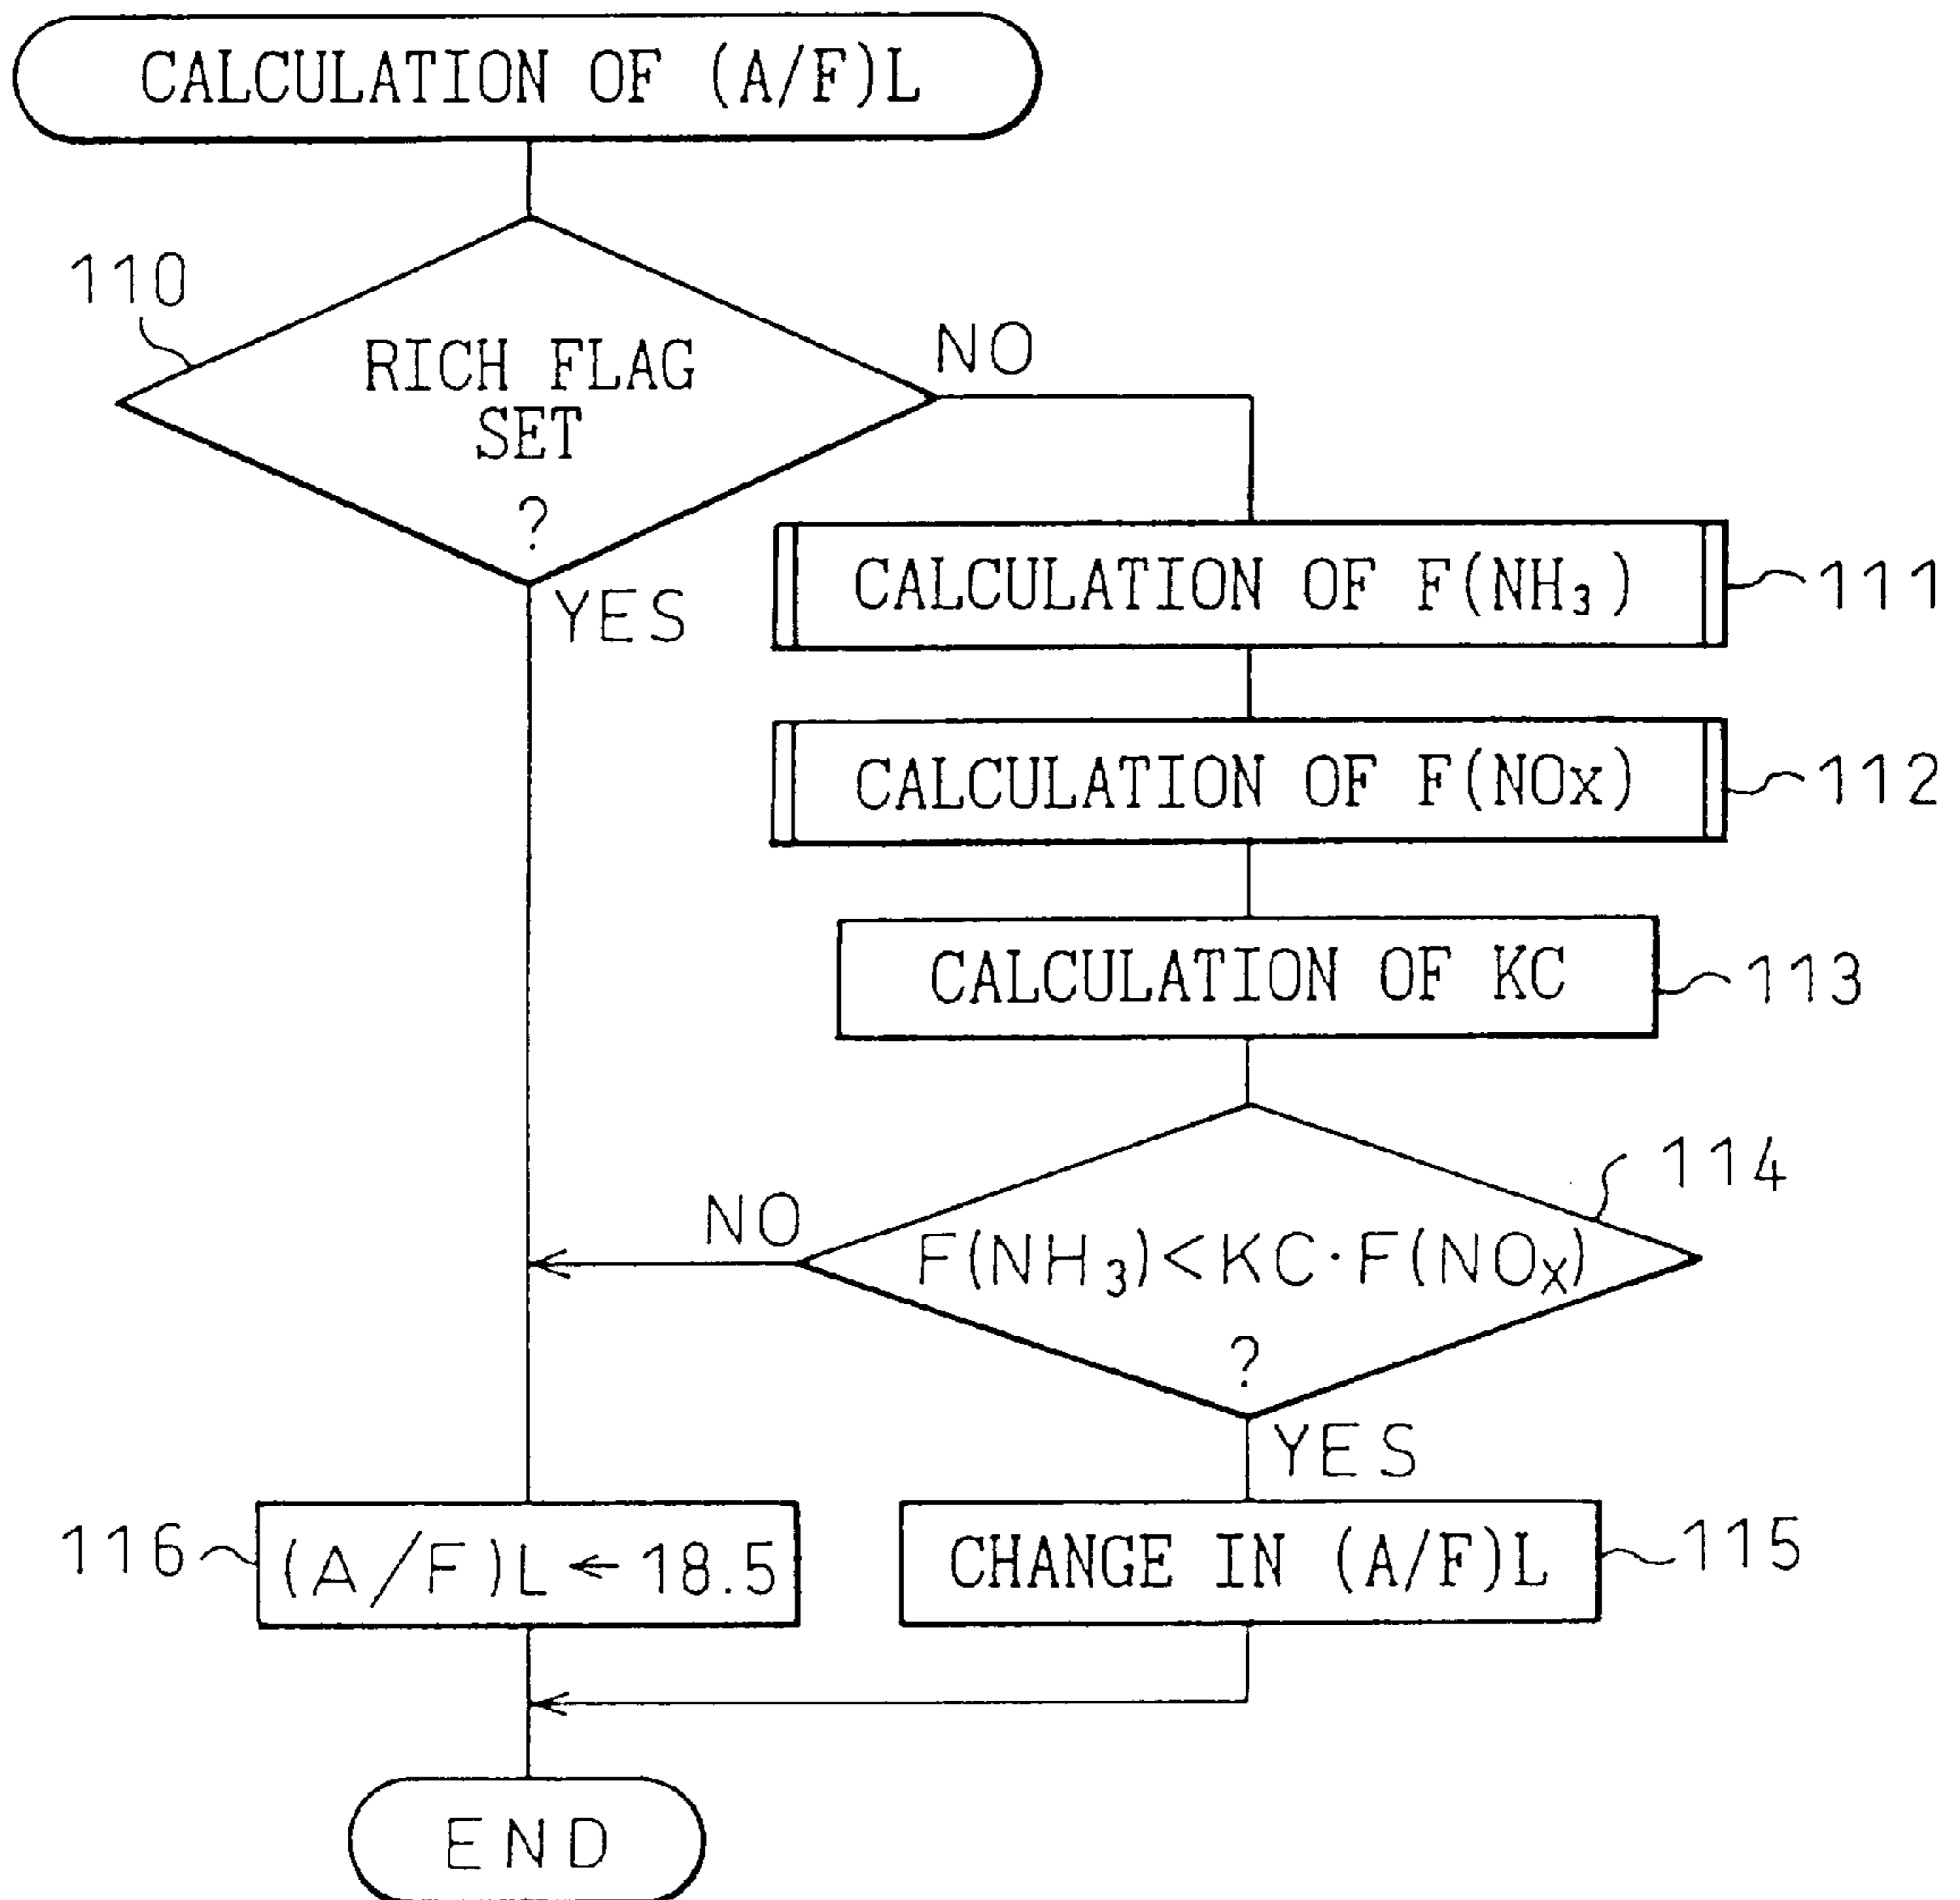 CALCULATION OF (A/F)L
110
RICH FLAG
SET
?
NO
YES
CALCULATION OF F(NH₃)
111
CALCULATION OF F(NOx)
112
CALCULATION OF KC
113
114
NO
F(NH₃)<KC·F(NOₓ)
?
YES
116
(A/F)L ← 18.5
CHANGE IN (A/F)L
115
END